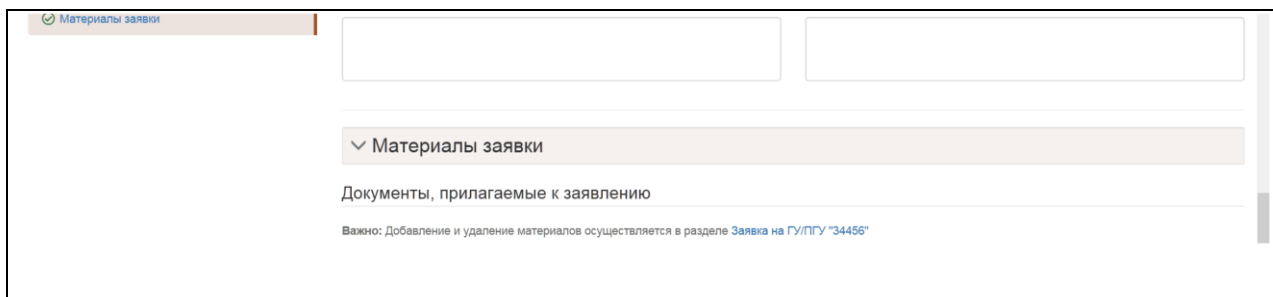 Материалы заявки
Материалы заявки
Документы, прилагаемые к заявлению
Важно: Добавление и удаление материалов осуществляется в разделе Заявка на ГУ/ПГУ "34456"